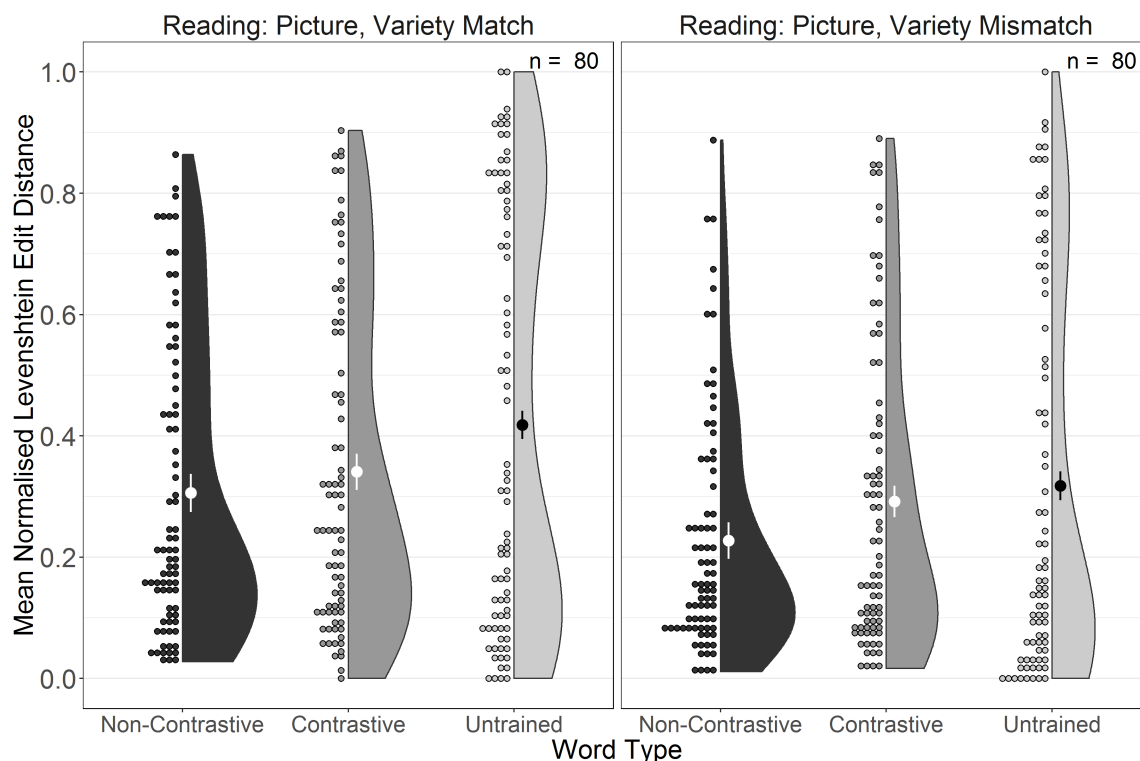 Reading: Picture, Variety Match
Reading: Picture, Variety Mismatch
n = 80
n = 80
Mean Normalised Levenshtein Edit Distance
1.0
0.8
0.6
0.4
0.2
0.0
Non-Contrastive
Contrastive
Untrained
Non-Contrastive
Contrastive
Untrained
Word Type